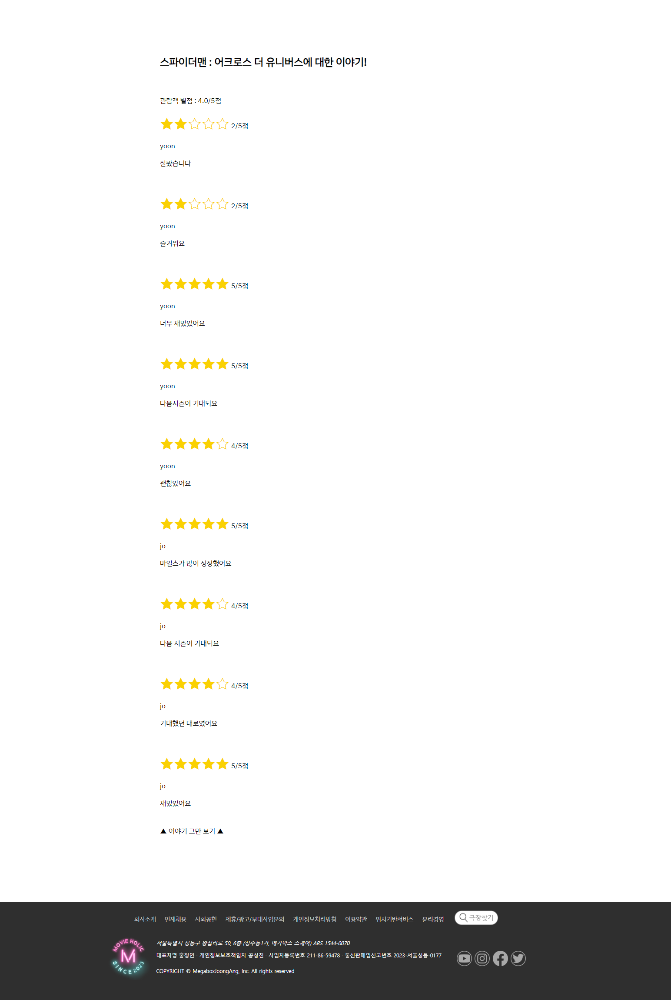 스파이더맨 : 어크로스 더 유니버스에 대한 이야기!
관람객 별점 : 4.0/5점
2/5점
yoon
잘봤습니다
2/5점
yoon
즐거워요
5/5점
yoon
너무 재밌었어요
5/5점
yoon
다음시즌이 기대되요
4/5점
yoon
괜찮았어요
5/5점
jo
마일스가 많이 성장했어요
4/5점
jo
다음 시즌이 기대되요
4/5점
jo
기대했던 대로였어요
5/5점
jo
재밌었어요
▲ 이야기 그만 보기 ▲
회사소개 인재채용 사회공헌 제휴/광고/부대사업문의 개인정보처리방침 이용약관 위치기반서비스 윤리경영 극장찾기
MOVIE HOLIC
M
SINCE 2023
서울특별시 성동구 왕십리로 50, 6층 (성수동1가, 메가박스 스퀘어) ARS 1544-0070
대표자명 홍정인 · 개인정보보호책임자 공성진 · 사업자등록번호 211-86-59478 · 통신판매업신고번호 2023-서울성동-0177
COPYRIGHT © MegaboxJoongAng, Inc. All rights reserved